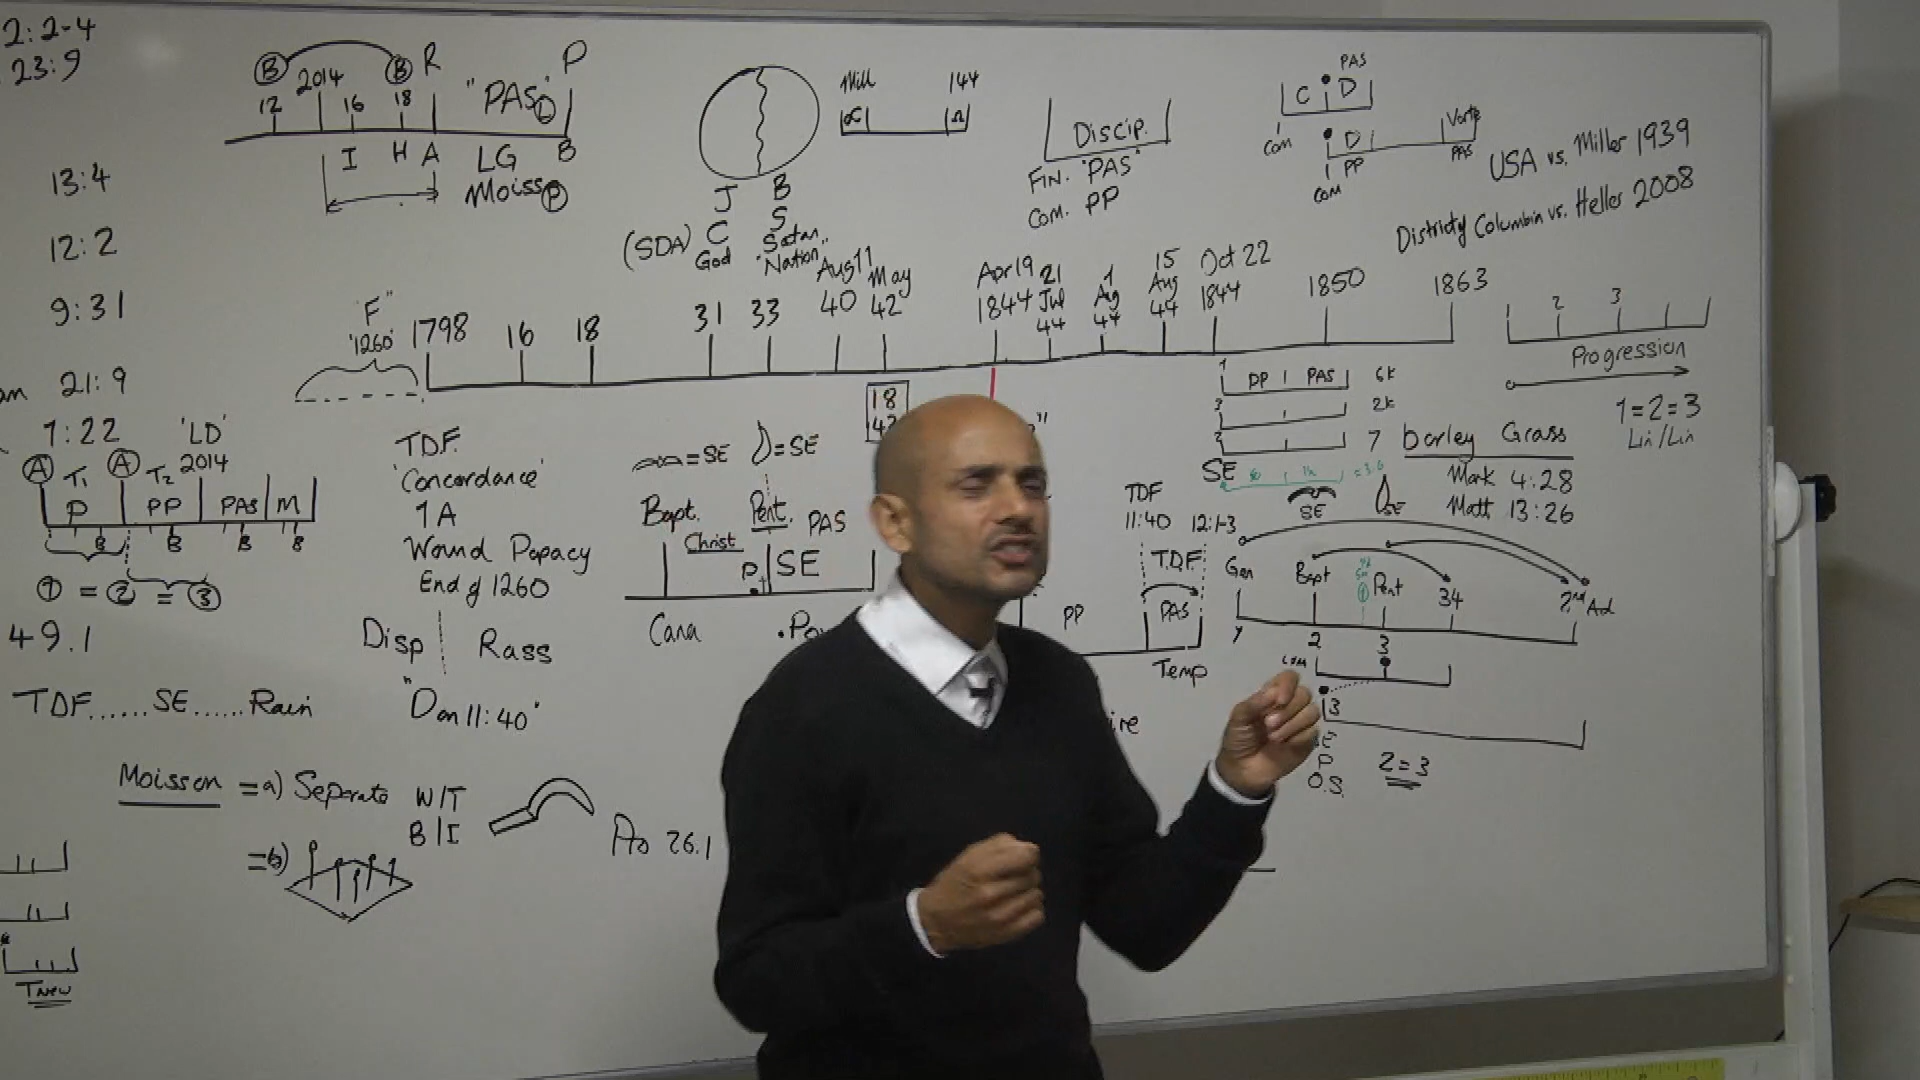 2:2-4
23:9
13:4
12:2
9:31
21:9
1:22
'LD'
A T1 A T2 2014
P PP PAS M
B B B B
1 = 2 = 3
49.1
TDF......SE......Rain
TNEW
B B R P
12 2014 16 18 "PAS" L
I H A LG B
Moiss P
J B
C S
(SDA) God Satan
"Nation"
Mill 144
α Ω
Discip.
FIN. "PAS"
Com. PP
PAS
C D
Com D Vorte
PP PAS
Com
USA vs. Miller 1939
District of Columbia vs. Heller 2008
"F"
'1260' 1798 16 18 31 33 Aug 11 40 May 42 Apr 19 1844 21 Jul 44 1 Aug 44 15 Aug 44 Oct 22 1844 1850 1863
2 3
Progression
1=2=3
Lin/Lin
18
1 PP PAS 6K
3 2K
2 7
SE
barley Grass
Mark 4:28
Matt 13:26
TDF.
'Concordance'
1A
Wound Papacy
End of 1260
Disp Rass
"Dan 11:40"
=SE =SE
Bapt. Pent. PAS
Christ
P SE
Cana
TDF
11:40 12:1-3
TDF
PP PAS
Temp
SE SE
Gen Bapt Pent 34 2nd Ad
2 3
Com
3
P
O.S.
2=3
Moisson = a) Seperate W/T
B/I
=b)
26.1